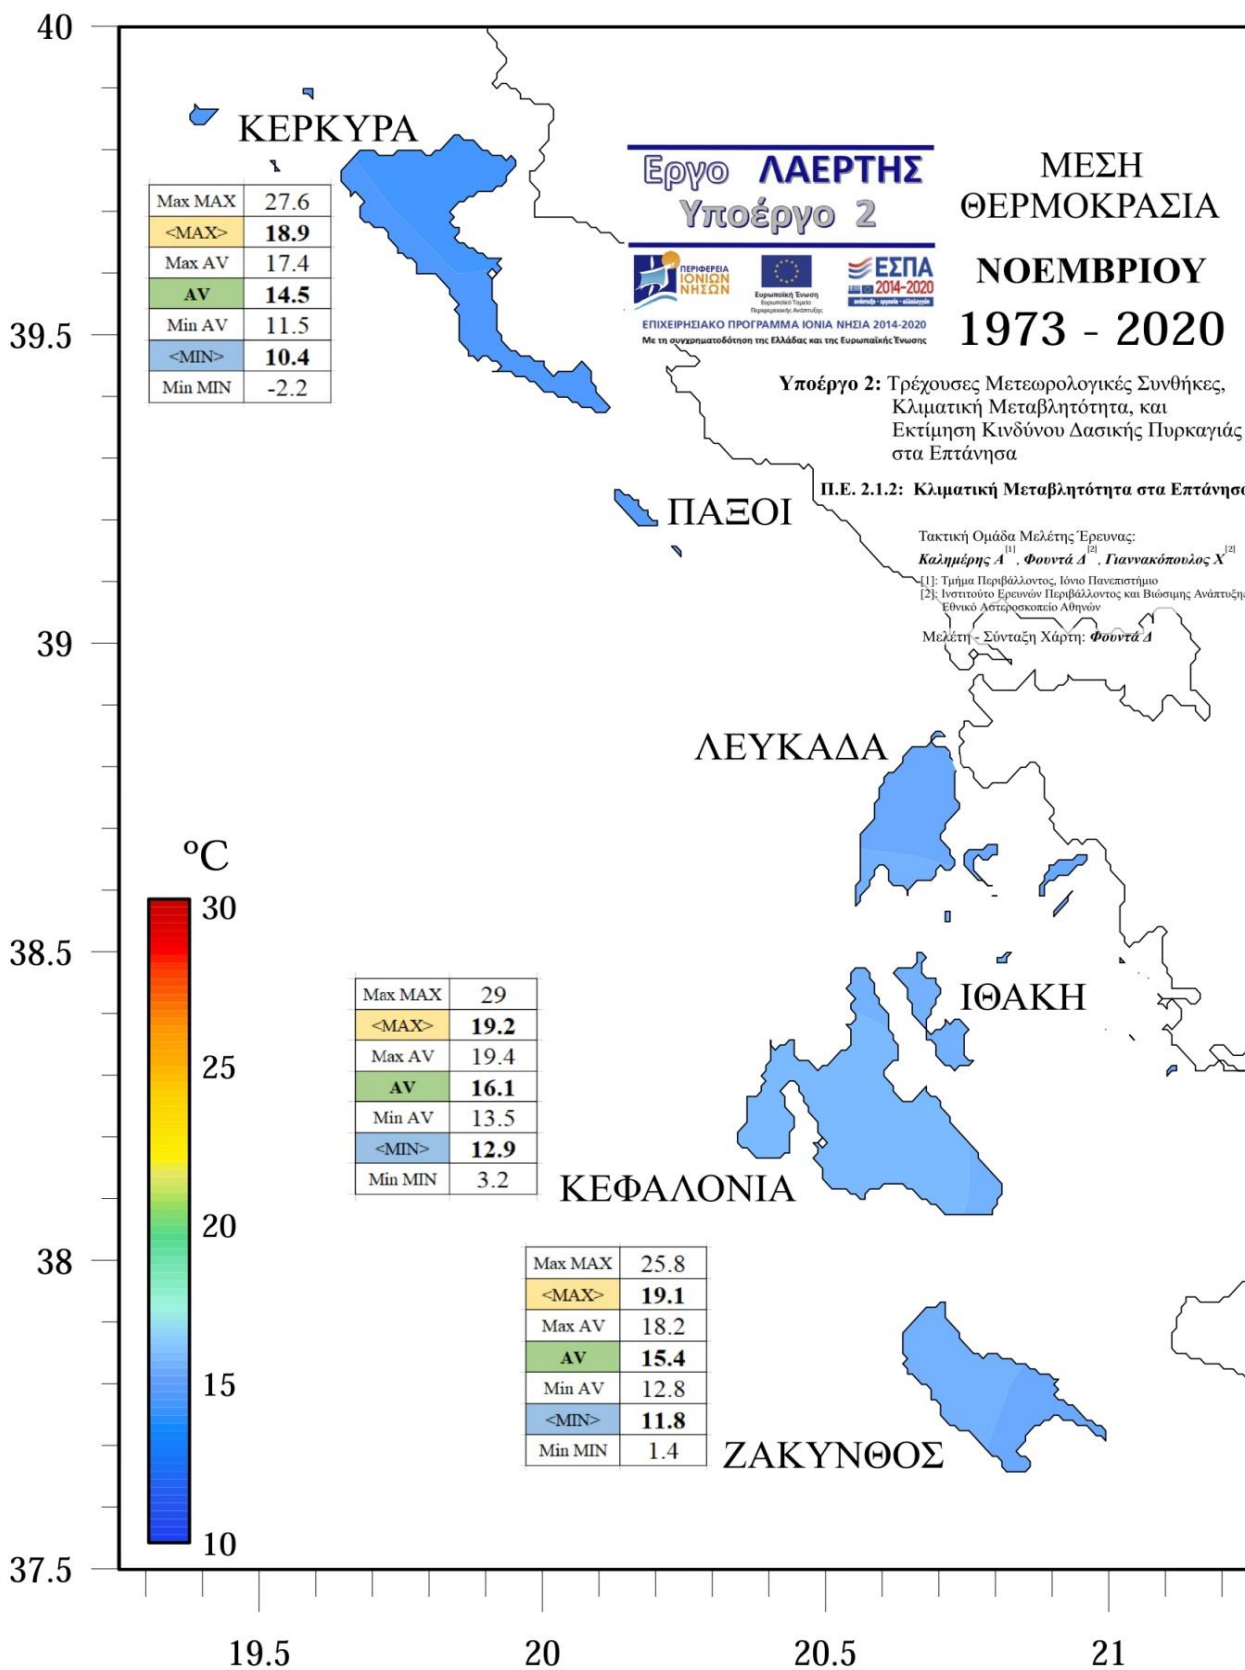 40
ΚΕΡΚΥΡΑ
Max MAX 27.6
<MAX> 18.9
Max AV 17.4
AV 14.5
Min AV 11.5
<MIN> 10.4
Min MIN -2.2
Εργο ΛΑΕΡΤΗΣ
Υποέργο 2
ΠΕΡΙΦΕΡΕΙΑ
ΙΟΝΙΩΝ
ΝΗΣΩΝ
Ευρωπαϊκή Ένωση
Ευρωπαϊκό Ταμείο
Περιφερειακής Ανάπτυξης
ΕΣΠΑ
2014-2020
ανάπτυξη - εργασία - αλληλεγγύη
ΕΠΙΧΕΙΡΗΣΙΑΚΟ ΠΡΟΓΡΑΜΜΑ ΙΟΝΙΑ ΝΗΣΙΑ 2014-2020
Με τη συγχρηματοδότηση της Ελλάδας και της Ευρωπαϊκής Ένωσης
ΜΕΣΗ
ΘΕΡΜΟΚΡΑΣΙΑ
ΝΟΕΜΒΡΙΟΥ
1973 - 2020
39.5
Υποέργο 2: Τρέχουσες Μετεωρολογικές Συνθήκες,
Κλιματική Μεταβλητότητα, και
Εκτίμηση Κινδύνου Δασικής Πυρκαγιάς
στα Επτάνησα
Π.Ε. 2.1.2: Κλιματική Μεταβλητότητα στα Επτάνησα
ΠΑΞΟΙ
Τακτική Ομάδα Μελέτης Έρευνας:
Καλημέρης Α[1], Φουντά Δ[2], Γιαννακόπουλος Χ[2]
[1]: Τμήμα Περιβάλλοντος, Ιόνιο Πανεπιστήμιο
[2]: Ινστιτούτο Ερευνών Περιβάλλοντος και Βιώσιμης Ανάπτυξης
Εθνικό Αστεροσκοπείο Αθηνών
Μελέτη - Σύνταξη Χάρτη: Φουντά Δ
39
ΛΕΥΚΑΔΑ
°C
30
25
20
15
10
38.5
ΙΘΑΚΗ
Max MAX 29
<MAX> 19.2
Max AV 19.4
AV 16.1
Min AV 13.5
<MIN> 12.9
Min MIN 3.2
ΚΕΦΑΛΟΝΙΑ
38
Max MAX 25.8
<MAX> 19.1
Max AV 18.2
AV 15.4
Min AV 12.8
<MIN> 11.8
Min MIN 1.4
ΖΑΚΥΝΘΟΣ
37.5
19.5 20 20.5 21